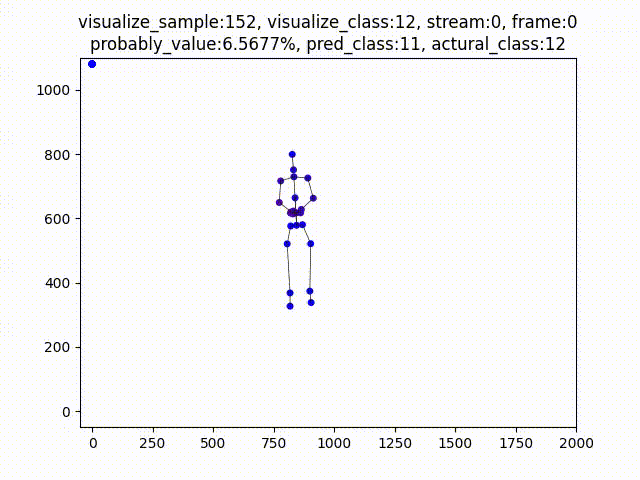 visualize_sample:152, visualize_class:12, stream:0, frame:0
probably_value:6.5677%, pred_class:11, actural_class:12
1000
800
600
400
200
0
0 250 500 750 1000 1250 1500 1750 2000